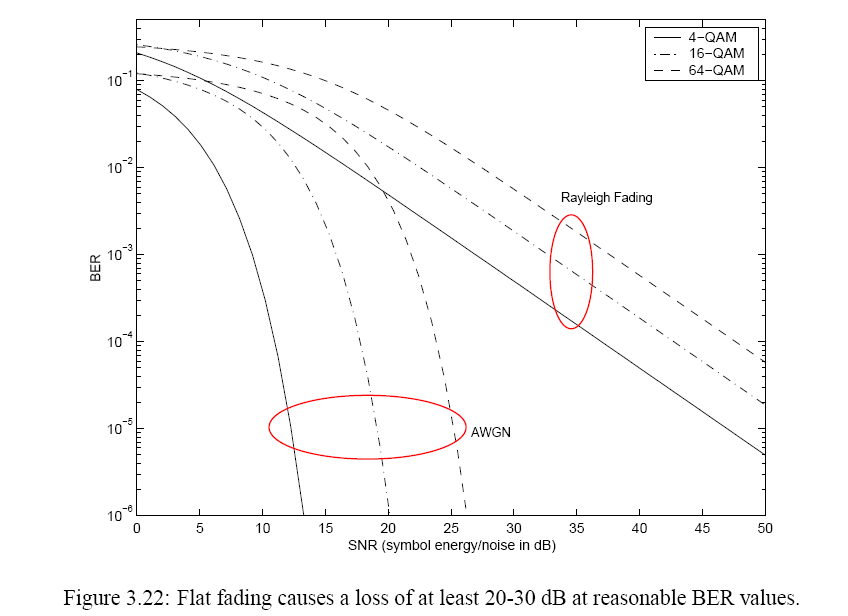 4−QAM
16−QAM
64−QAM
10−1
10−2
10−3
10−4
10−5
10−6
BER
Rayleigh Fading
AWGN
0 5 10 15 20 25 30 35 40 45 50
SNR (symbol energy/noise in dB)
Figure 3.22: Flat fading causes a loss of at least 20-30 dB at reasonable BER values.